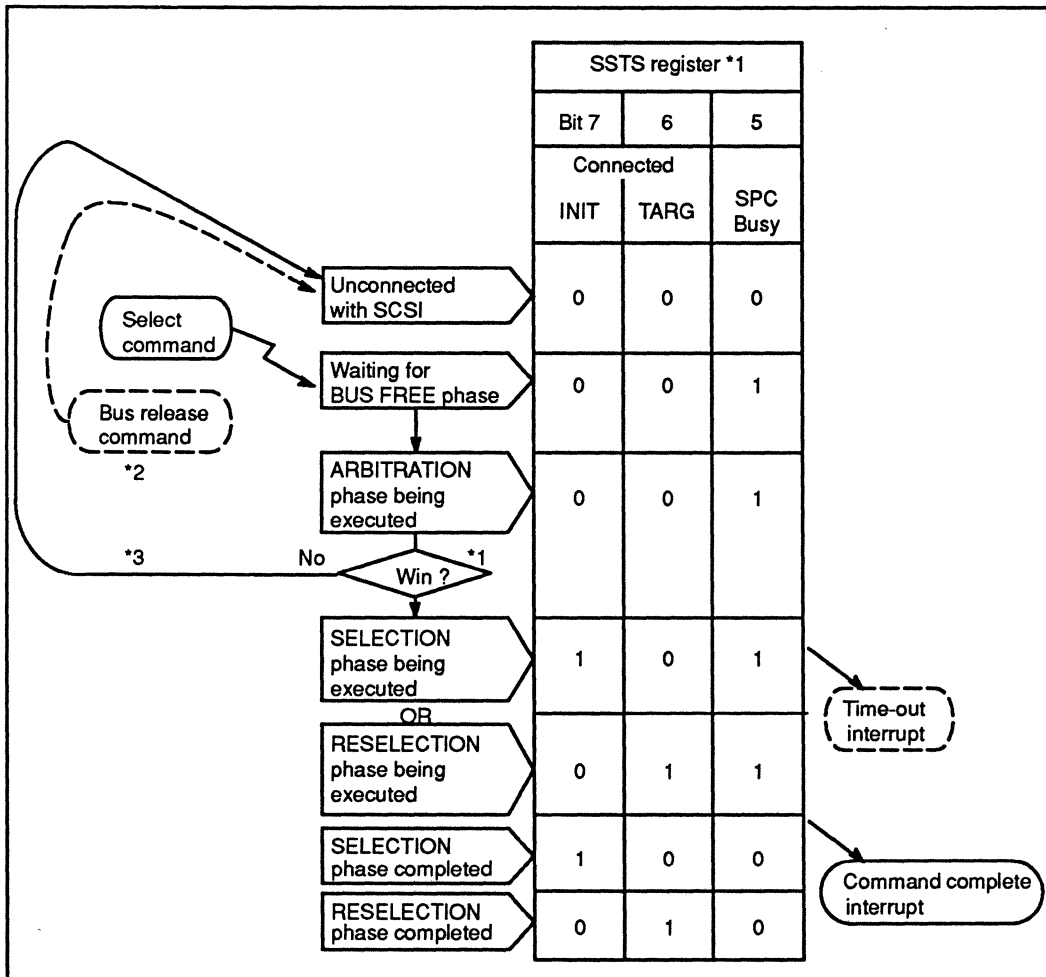 SSTS register *1
Bit 7 6 5
Connected
INIT TARG SPC
Busy
Unconnected
with SCSI
0 0 0
Select
command
Waiting for
BUS FREE phase
0 0 1
Bus release
command
*2
ARBITRATION
phase being
executed
0 0 1
*3 No Win ? *1
SELECTION
phase being
executed
1 0 1
Time-out
interrupt
OR
RESELECTION
phase being
executed
0 1 1
SELECTION
phase completed
1 0 0
Command complete
interrupt
RESELECTION
phase completed
0 1 0